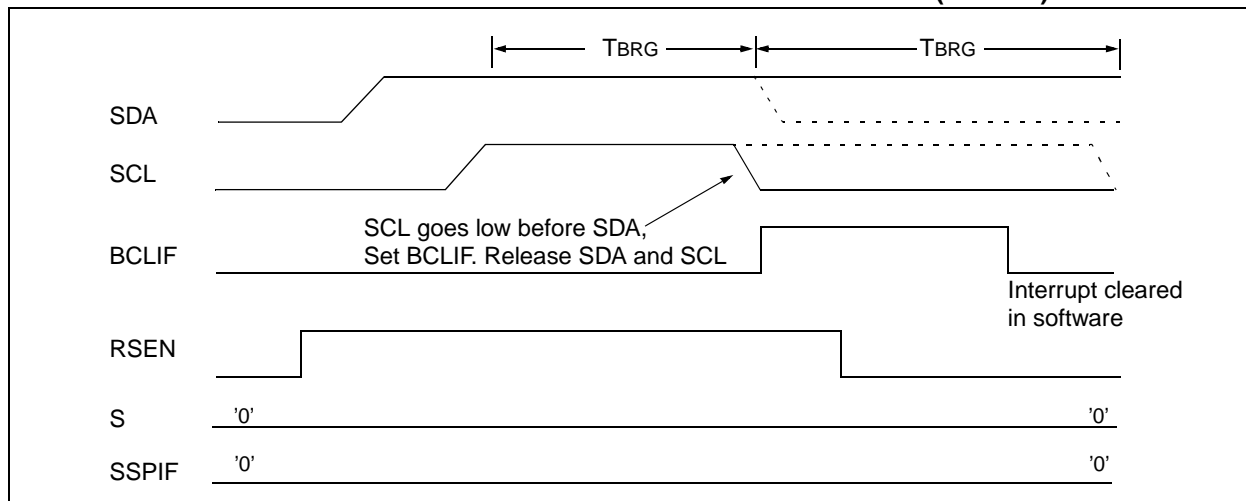 TBRG TBRG
SDA
SCL
SCL goes low before SDA,
Set BCLIF. Release SDA and SCL
BCLIF
Interrupt cleared
in software
RSEN
S '0' '0'
SSPIF '0' '0'